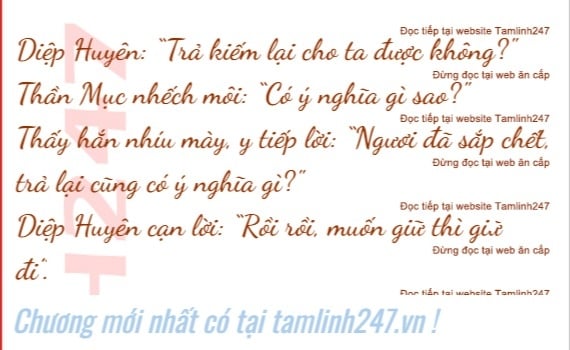 Đọc tiếp tại website Tamlinh247
Diệp Huyên: “Trả kiếm lại cho ta được không?”
Đừng đọc tại web ăn cắp
Thần Mục nhếch môi: “Có ý nghĩa gì sao?”
Đọc tiếp tại website Tamlinh247
Thấy hắn nhíu mày, y tiếp lời: “Ngươi đã sắp chết,
Đừng đọc tại web ăn cắp
trả lại cũng có ý nghĩa gì?”
Đọc tiếp tại website Tamlinh247
Diệp Huyên cạn lời: “Rồi rồi, muốn giữ thì giữ
Đừng đọc tại web ăn cắp
đi”.
Đọc tiếp tại website Tamlinh247
Chương mới nhất có tại tamlinh247.vn !